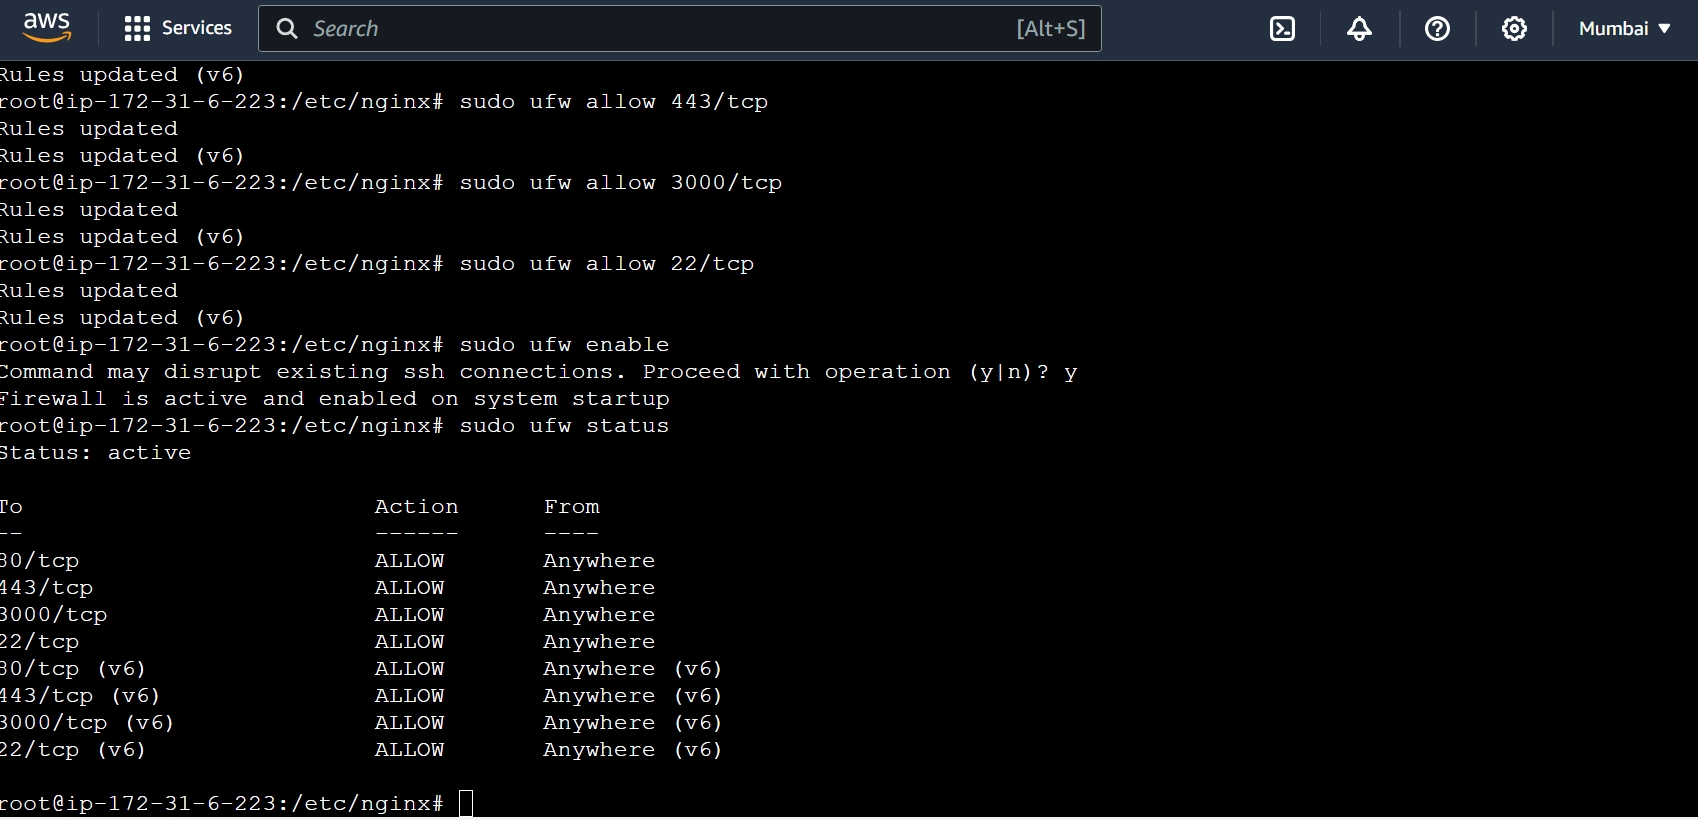 aws
Services
Search
[Alt+S]
Mumbai
Rules updated (v6)
root@ip-172-31-6-223:/etc/nginx# sudo ufw allow 443/tcp
Rules updated
Rules updated (v6)
root@ip-172-31-6-223:/etc/nginx# sudo ufw allow 3000/tcp
Rules updated
Rules updated (v6)
root@ip-172-31-6-223:/etc/nginx# sudo ufw allow 22/tcp
Rules updated
Rules updated (v6)
root@ip-172-31-6-223:/etc/nginx# sudo ufw enable
Command may disrupt existing ssh connections. Proceed with operation (y|n)? y
Firewall is active and enabled on system startup
root@ip-172-31-6-223:/etc/nginx# sudo ufw status
Status: active
To Action From
-- ------ ----
80/tcp ALLOW Anywhere
443/tcp ALLOW Anywhere
3000/tcp ALLOW Anywhere
22/tcp ALLOW Anywhere
80/tcp (v6) ALLOW Anywhere (v6)
443/tcp (v6) ALLOW Anywhere (v6)
3000/tcp (v6) ALLOW Anywhere (v6)
22/tcp (v6) ALLOW Anywhere (v6)
root@ip-172-31-6-223:/etc/nginx#